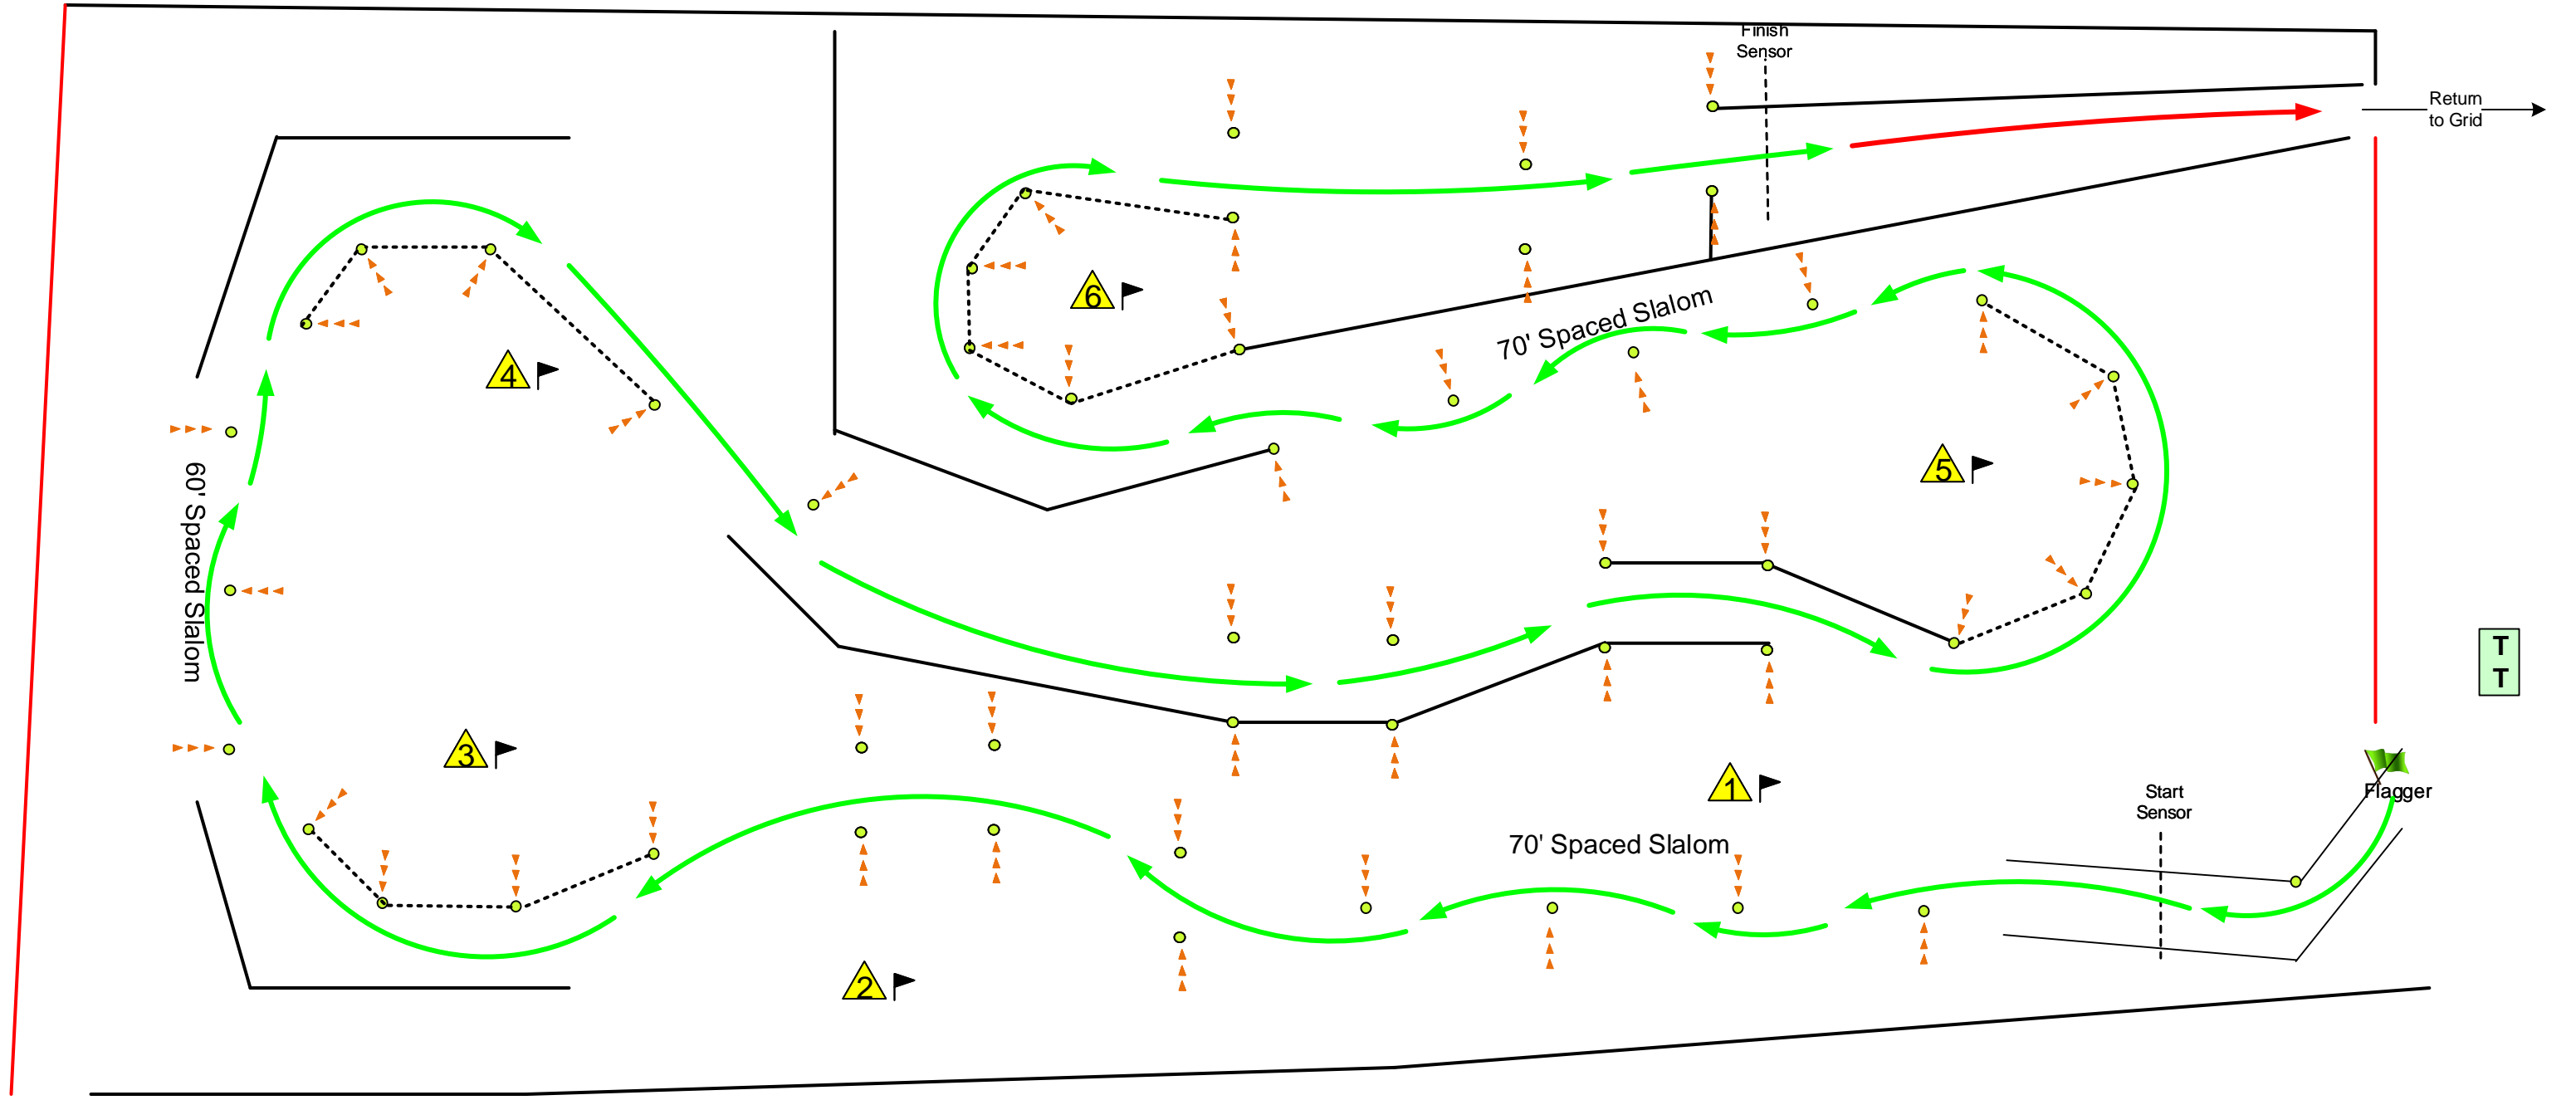 Finish
Sensor
Return
to Grid
6
70' Spaced Slalom
4
5
60' Spaced Slalom
T
T
3
1
Flagger
Start
Sensor
70' Spaced Slalom
2